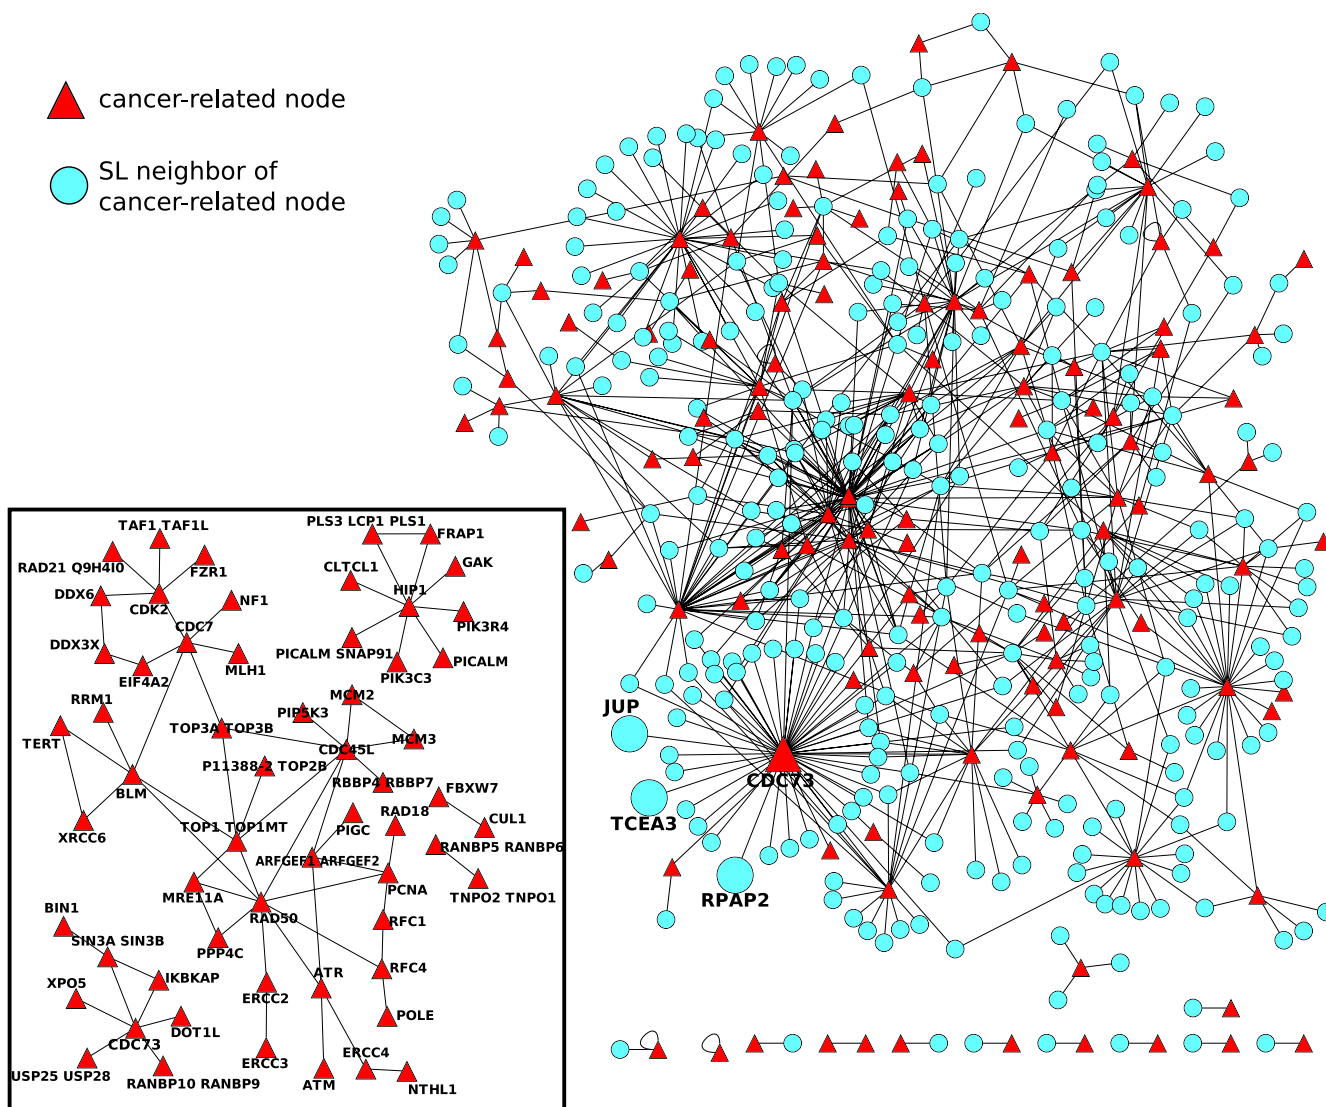 cancer-related node
SL neighbor of
cancer-related node
JUP
CDC73
TCEA3
RPAP2
TAF1 TAF1L
PLS3 LCP1 PLS1
FRAP1
RAD21 Q9H4I0
FZR1
CLTCL1
GAK
DDX6
CDK2
NF1
HIP1
CDC7
PIK3R4
DDX3X
PICALM SNAP91
PICALM
EIF4A2
MLH1
PIK3C3
RRM1
PIP5K3
MCM2
TERT
TOP3A TOP3B
CDC45L
MCM3
P11388-2 TOP2B
RBBP4 RBBP7
FBXW7
BLM
RAD18
CUL1
XRCC6
TOP1 TOP1MT
PIGC
RANBP5 RANBP6
ARFGEF1 ARFGEF2
MRE11A
PCNA
TNPO2 TNPO1
BIN1
RAD50
RFC1
SIN3A SIN3B
PPP4C
XPO5
IKBKAP
ATR
RFC4
ERCC2
DOT1L
POLE
CDC73
ERCC3
ERCC4
USP25 USP28
RANBP10 RANBP9
ATM
NTHL1